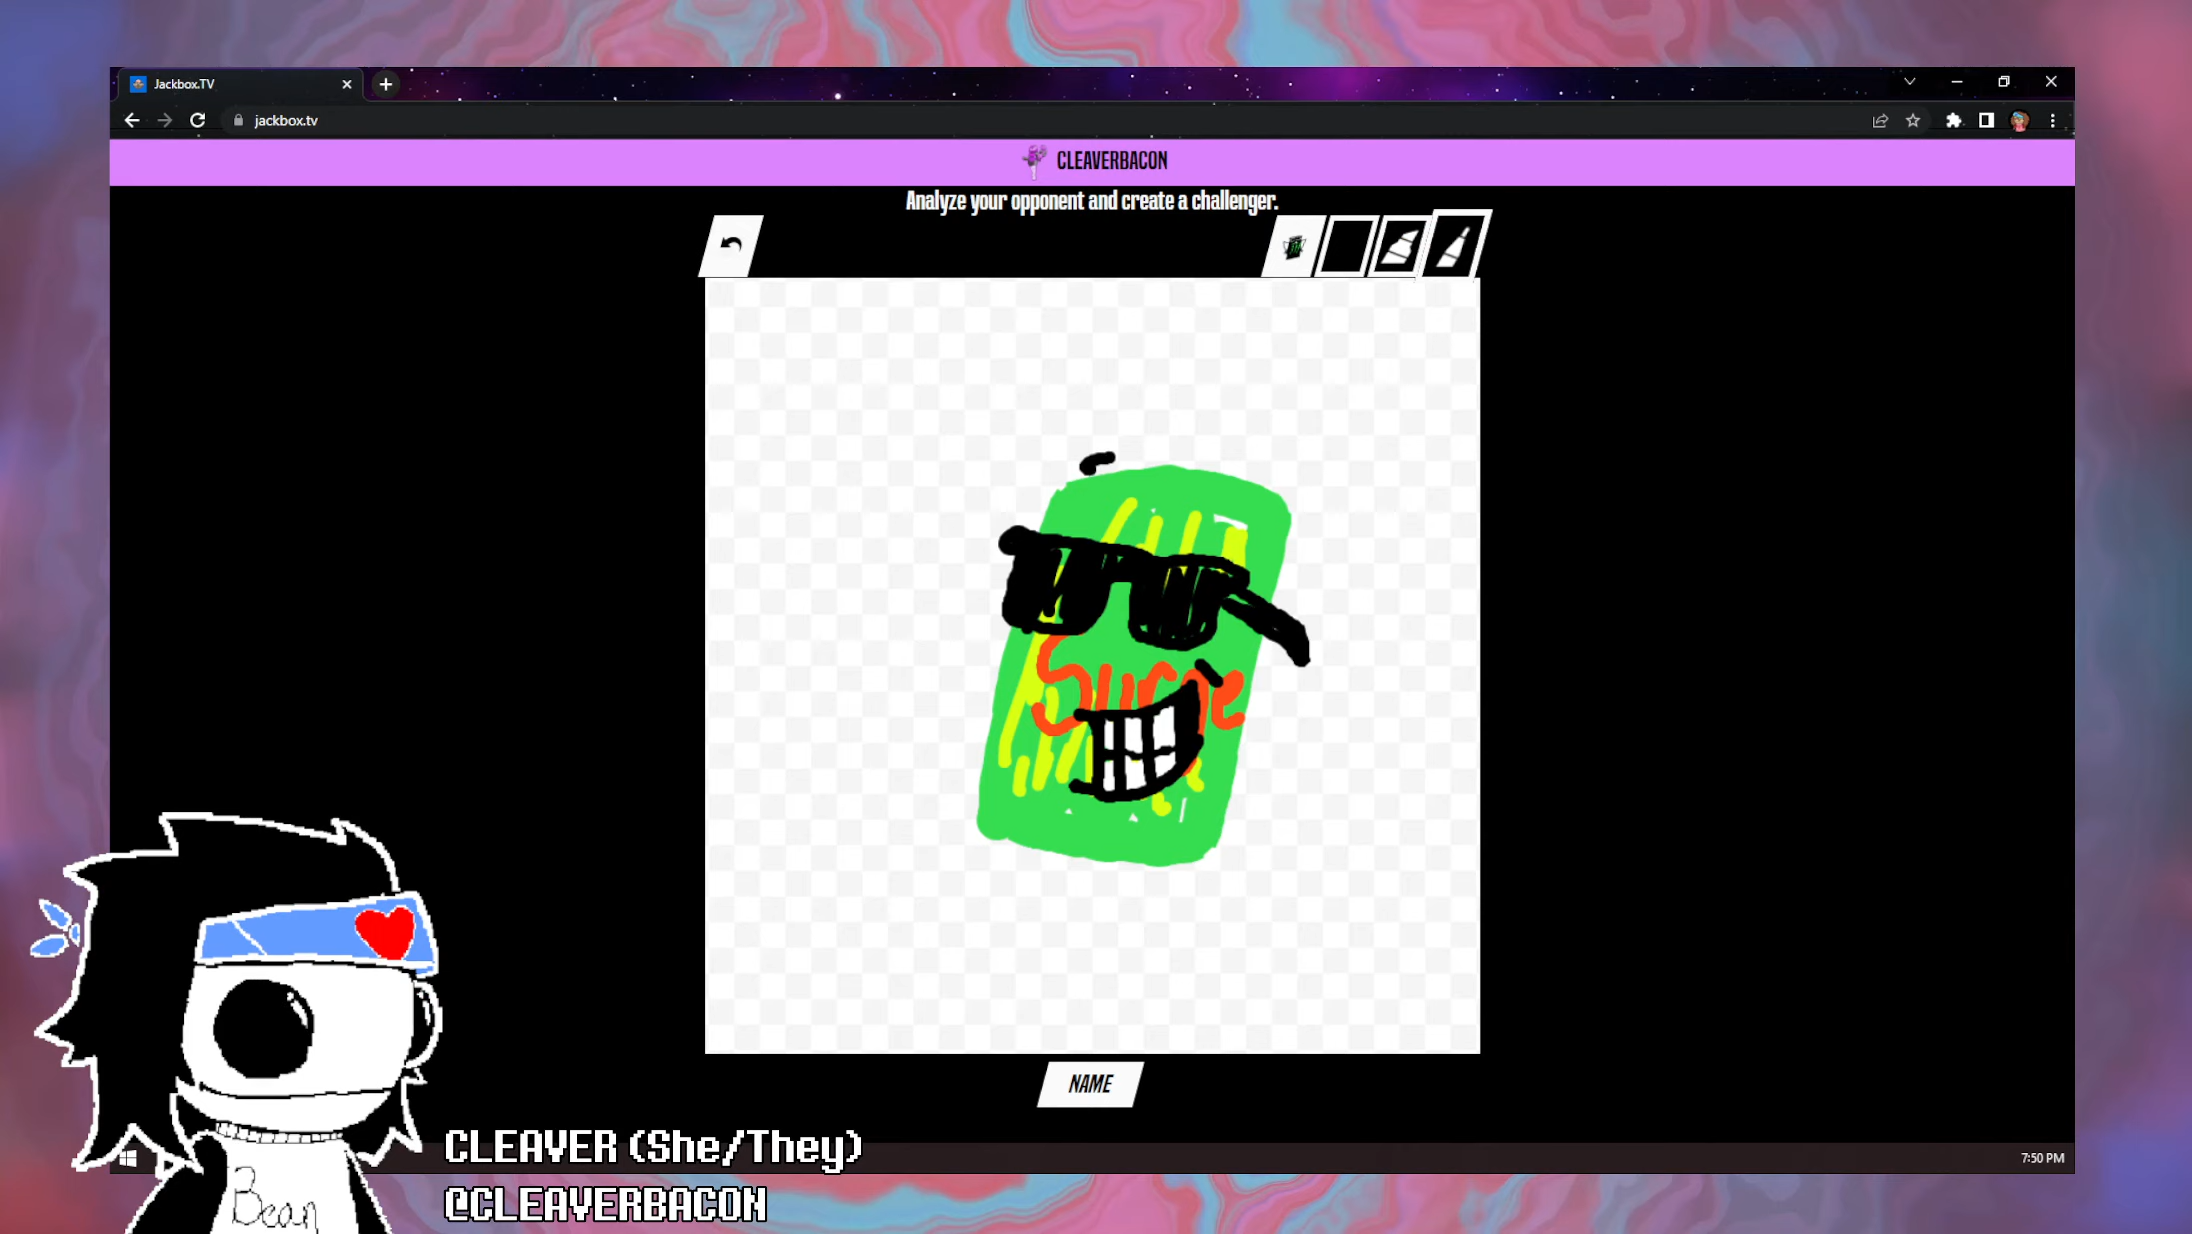 Jackbox.TV
jackbox.tv
CLEAVERBACON
Analyze your opponent and create a challenger.
Surge
NAME
CLEAVER (She/They)
7:50 PM
@CLEAVERBACON
Bean